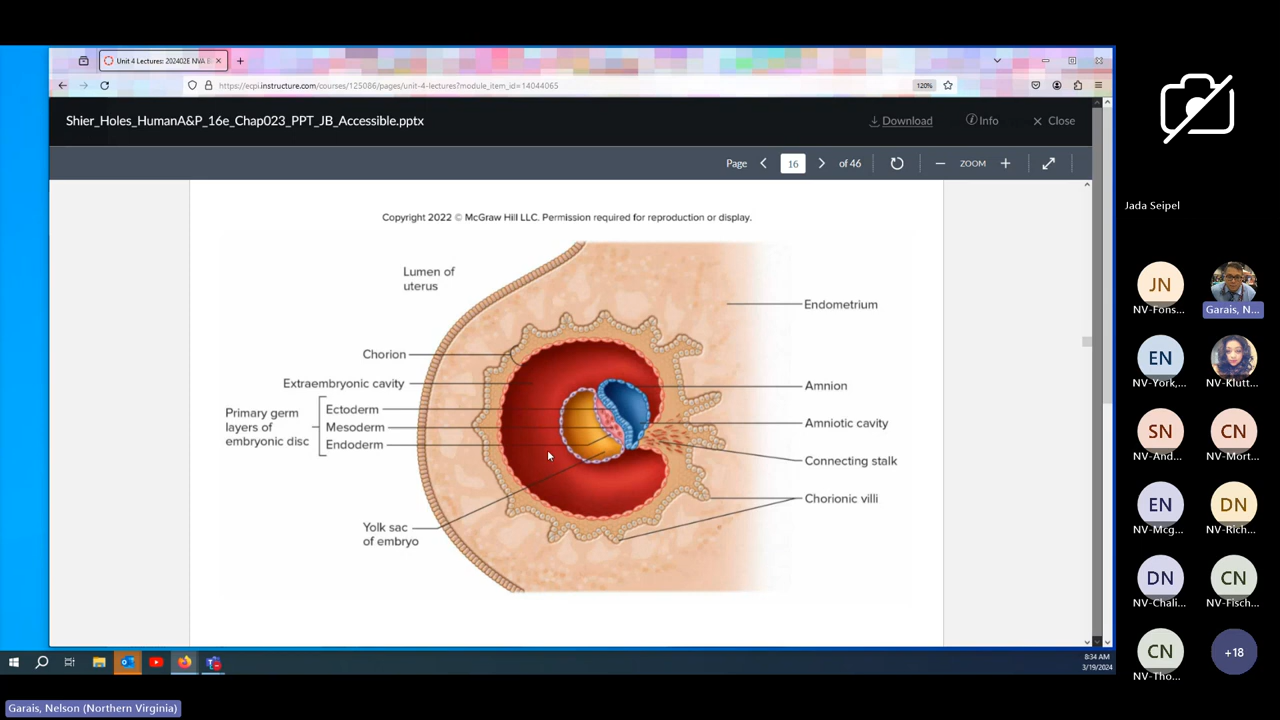 Unit 4 Lectures: 202402E NVA B
https://ecpi.instructure.com/courses/125086/pages/unit-4-lectures?module_item_id=14044065
120%
Shier_Holes_HumanA&P_16e_Chap023_PPT_JB_Accessible.pptx
Download
Info
Close
Page
16
of 46
ZOOM
Copyright 2022 © McGraw Hill LLC. Permission required for reproduction or display.
Lumen of
uterus
Endometrium
Chorion
Extraembryonic cavity
Amnion
Primary germ
layers of
embryonic disc
Ectoderm
Mesoderm
Endoderm
Amniotic cavity
Connecting stalk
Chorionic villi
Yolk sac
of embryo
8:34 AM
3/19/2024
Garais, Nelson (Northern Virginia)
Jada Seipel
JN
NV-Fons...
Garais, N...
EN
NV-York,...
NV-Klutt...
SN
NV-And...
CN
NV-Mort...
EN
NV-Mcg...
DN
NV-Rich...
DN
NV-Chali...
CN
NV-Fisch...
CN
NV-Tho...
+18